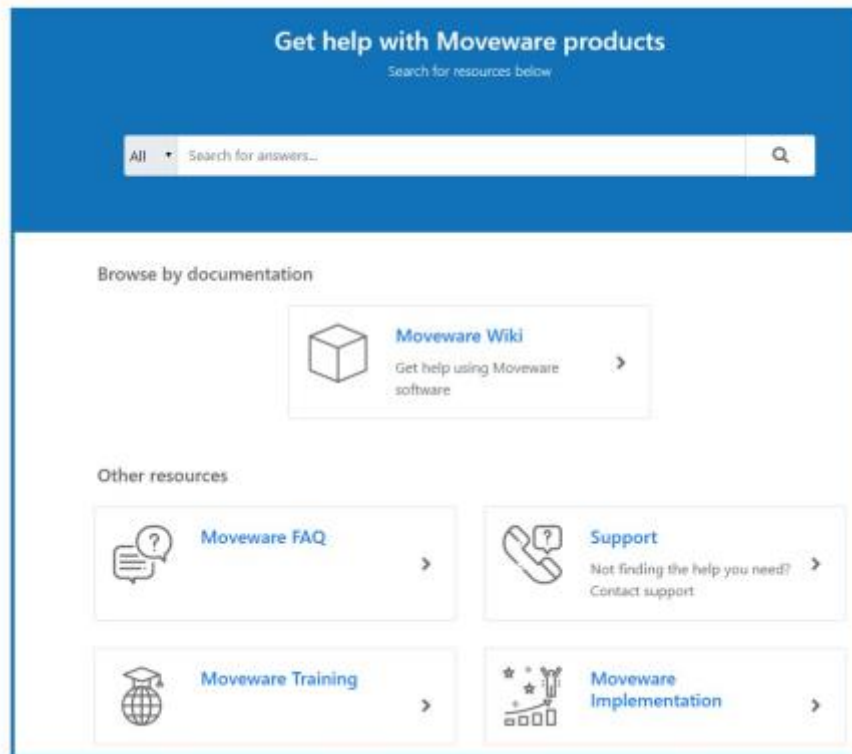 Get help with Moveware products
Search for resources below
All
Search for answers...
Browse by documentation
Moveware Wiki
Get help using Moveware
software
Other resources
Moveware FAQ
Support
Not finding the help you need?
Contact support
Moveware Training
Moveware
Implementation